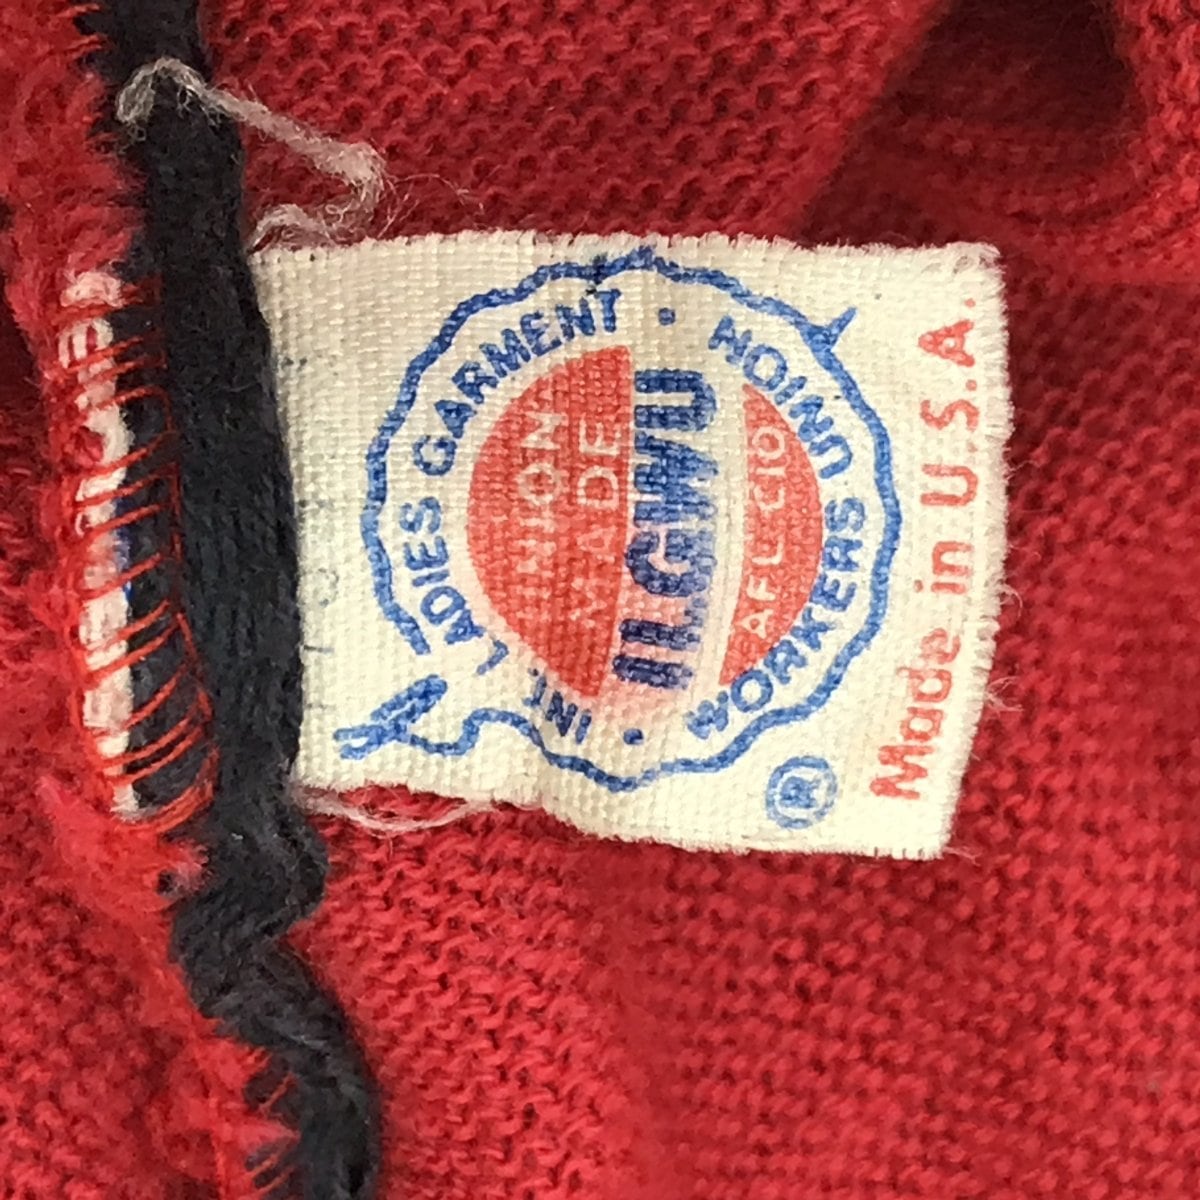 INT. LADIES GARMENT • UNION WORKERS •
UNION
MADE
ILGWU
AFL-CIO
®
Made in U.S.A.